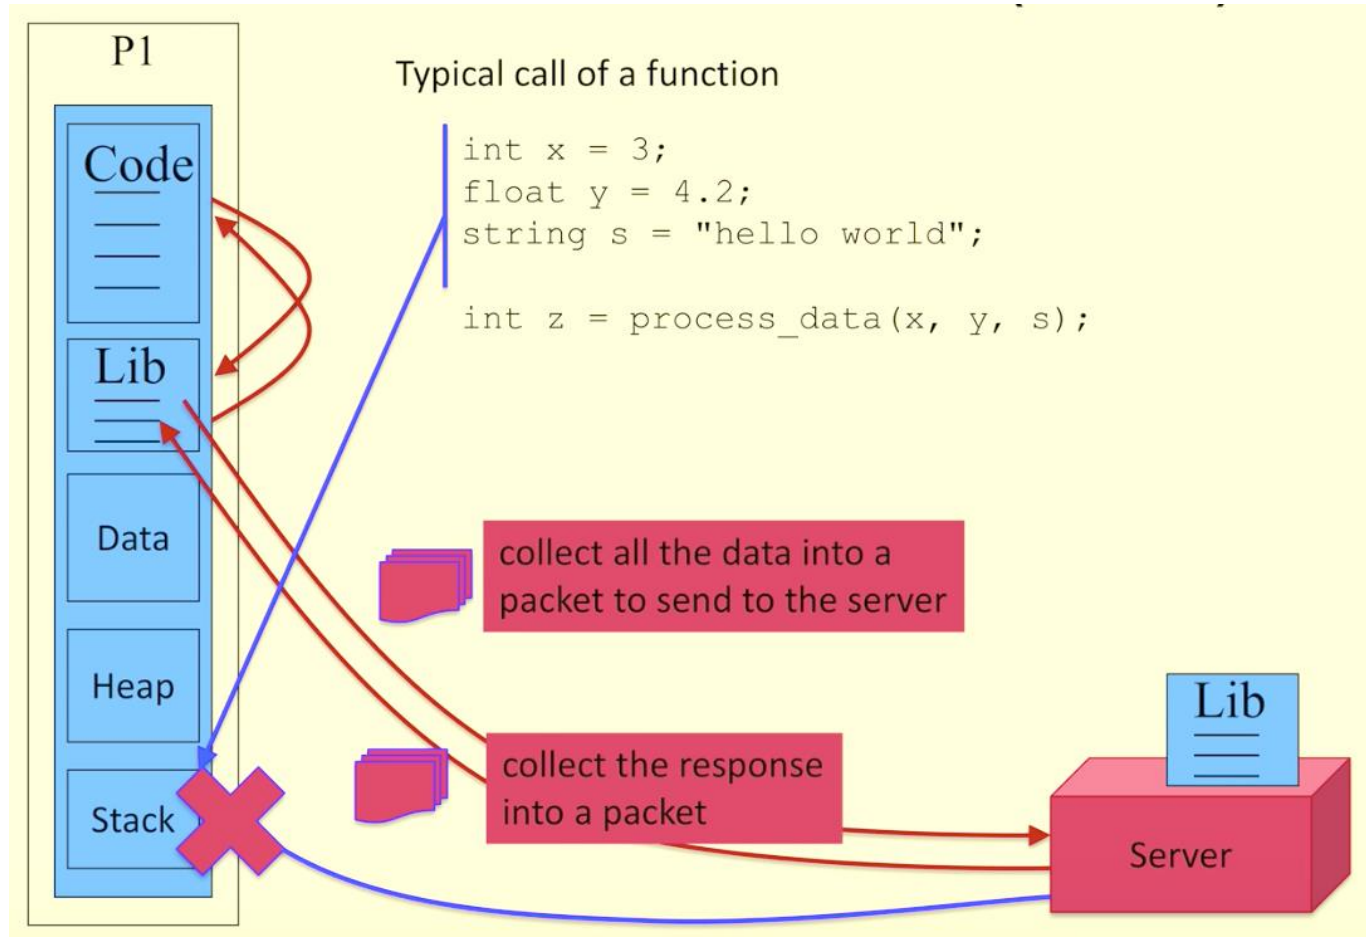 P1
Typical call of a function
Code
int x = 3;
float y = 4.2;
string s = "hello world";
int z = process_data(x, y, s);
Lib
Data
collect all the data into a
packet to send to the server
Heap
Lib
collect the response
into a packet
Stack
Server